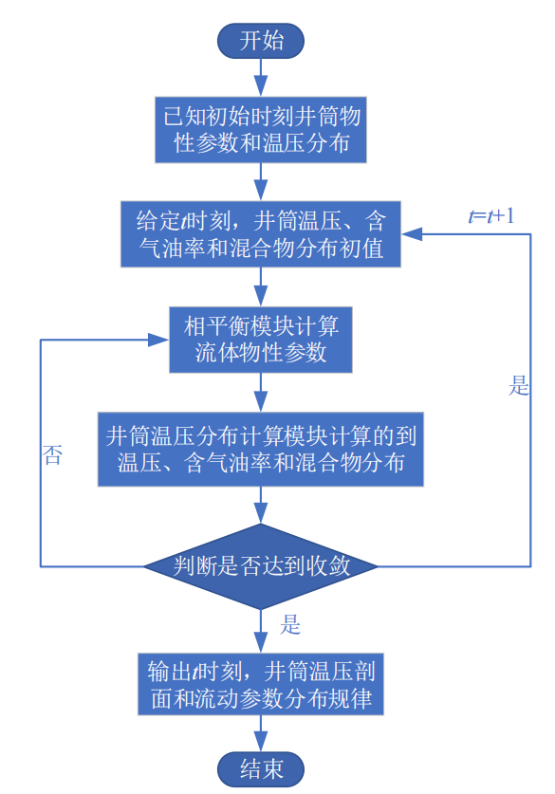 开始
已知初始时刻井筒物
性参数和温压分布
给定t时刻，井筒温压、含
气油率和混合物分布初值
t=t+1
相平衡模块计算
流体物性参数
是
井筒温压分布计算模块计算的到
温压、含气油率和混合物分布
否
判断是否达到收敛
是
输出t时刻，井筒温压剖
面和流动参数分布规律
结束